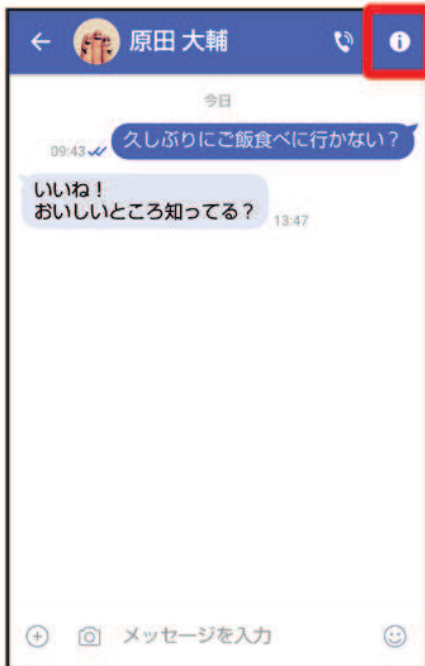 原田 大輔
今日
久しぶりにご飯食べに行かない?
09:43
いいね!
おいしいところ知ってる?
13:47
メッセージを入力